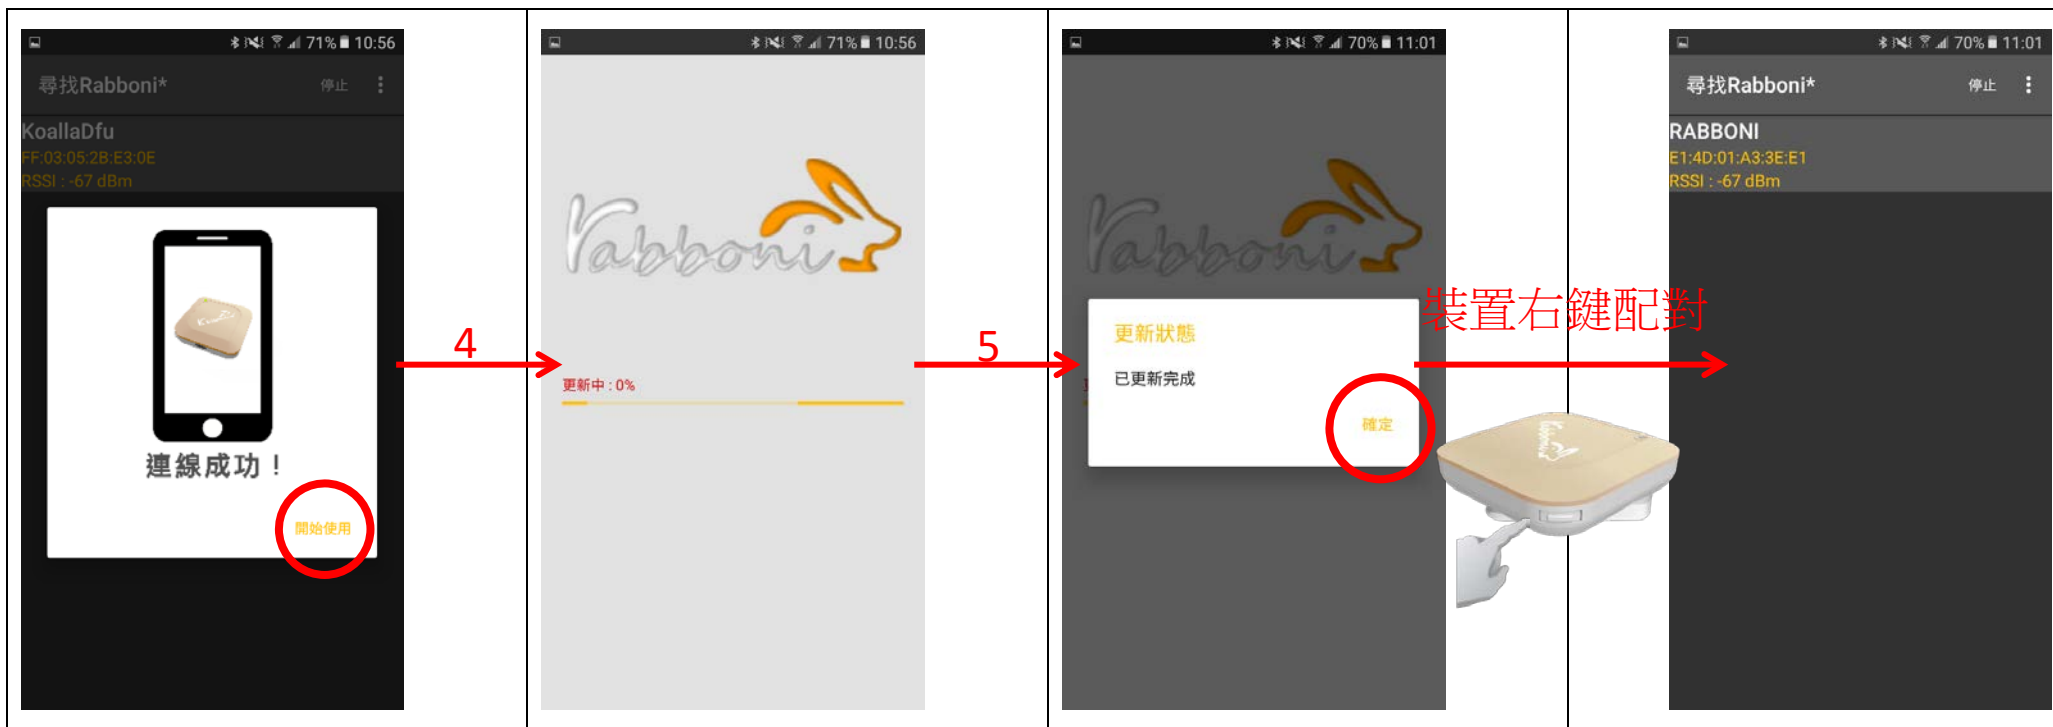 71% 10:56
尋找Rabboni* 停止
KoallaDfu
FF:03:05:2B:E3:0E
RSSI : -67 dBm
連線成功！
開始使用
4
71% 10:56
rabboni
更新中 : 0%
5
70% 11:01
rabboni
更新狀態
已更新完成
確定
裝置右鍵配對
rabboni
70% 11:01
尋找Rabboni* 停止
RABBONI
E1:4D:01:A3:3E:E1
RSSI : -67 dBm